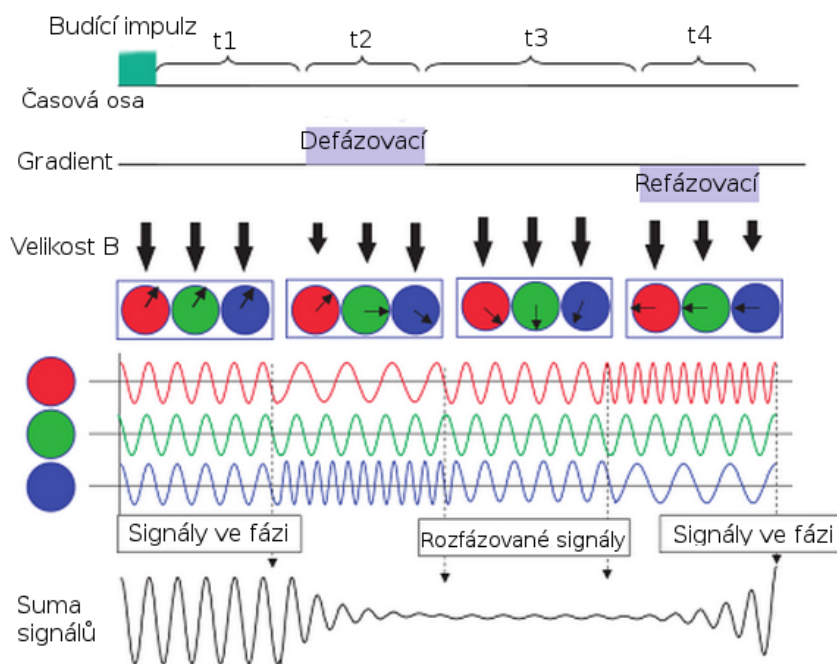 Budící impulz
t1
t2
t3
t4
Časová osa
Defázovací
Gradient
Refázovací
Velikost B
Signály ve fázi
Rozfázované signály
Signály ve fázi
Suma
signálů